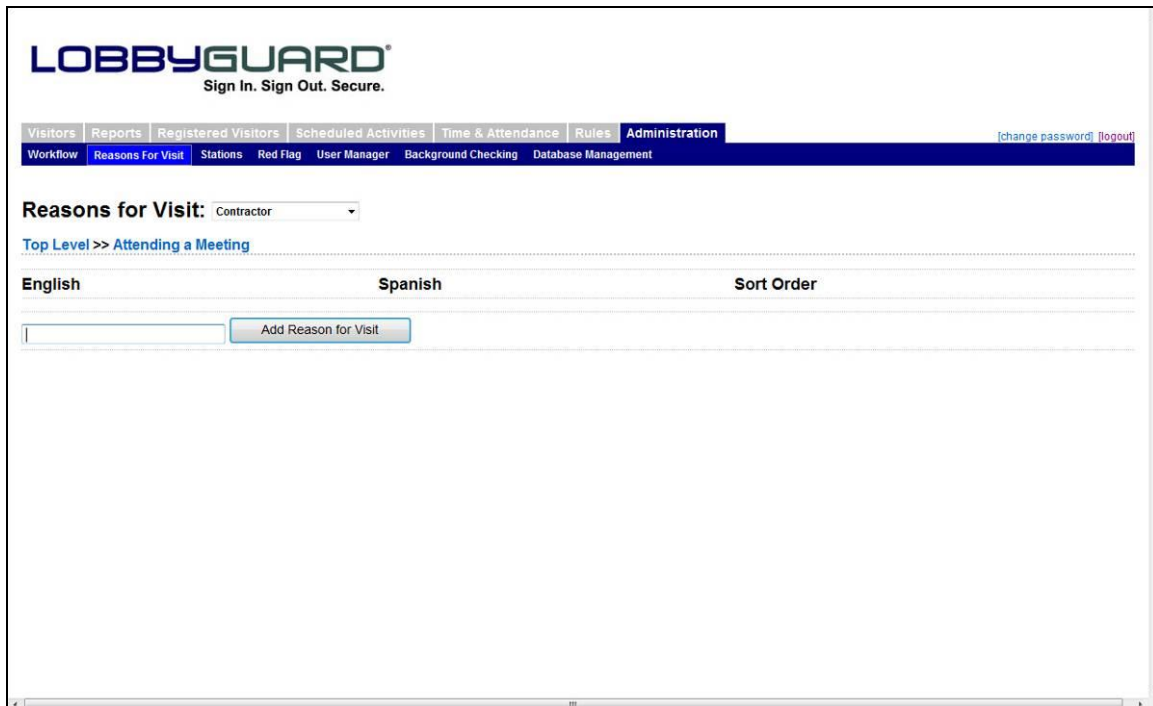 LOBBYGUARD®
Sign In. Sign Out. Secure.
Visitors Reports Registered Visitors Scheduled Activities Time & Attendance Rules Administration [change password] [logout]
Workflow Reasons For Visit Stations Red Flag User Manager Background Checking Database Management
Reasons for Visit: Contractor
Top Level >> Attending a Meeting
English Spanish Sort Order
Add Reason for Visit